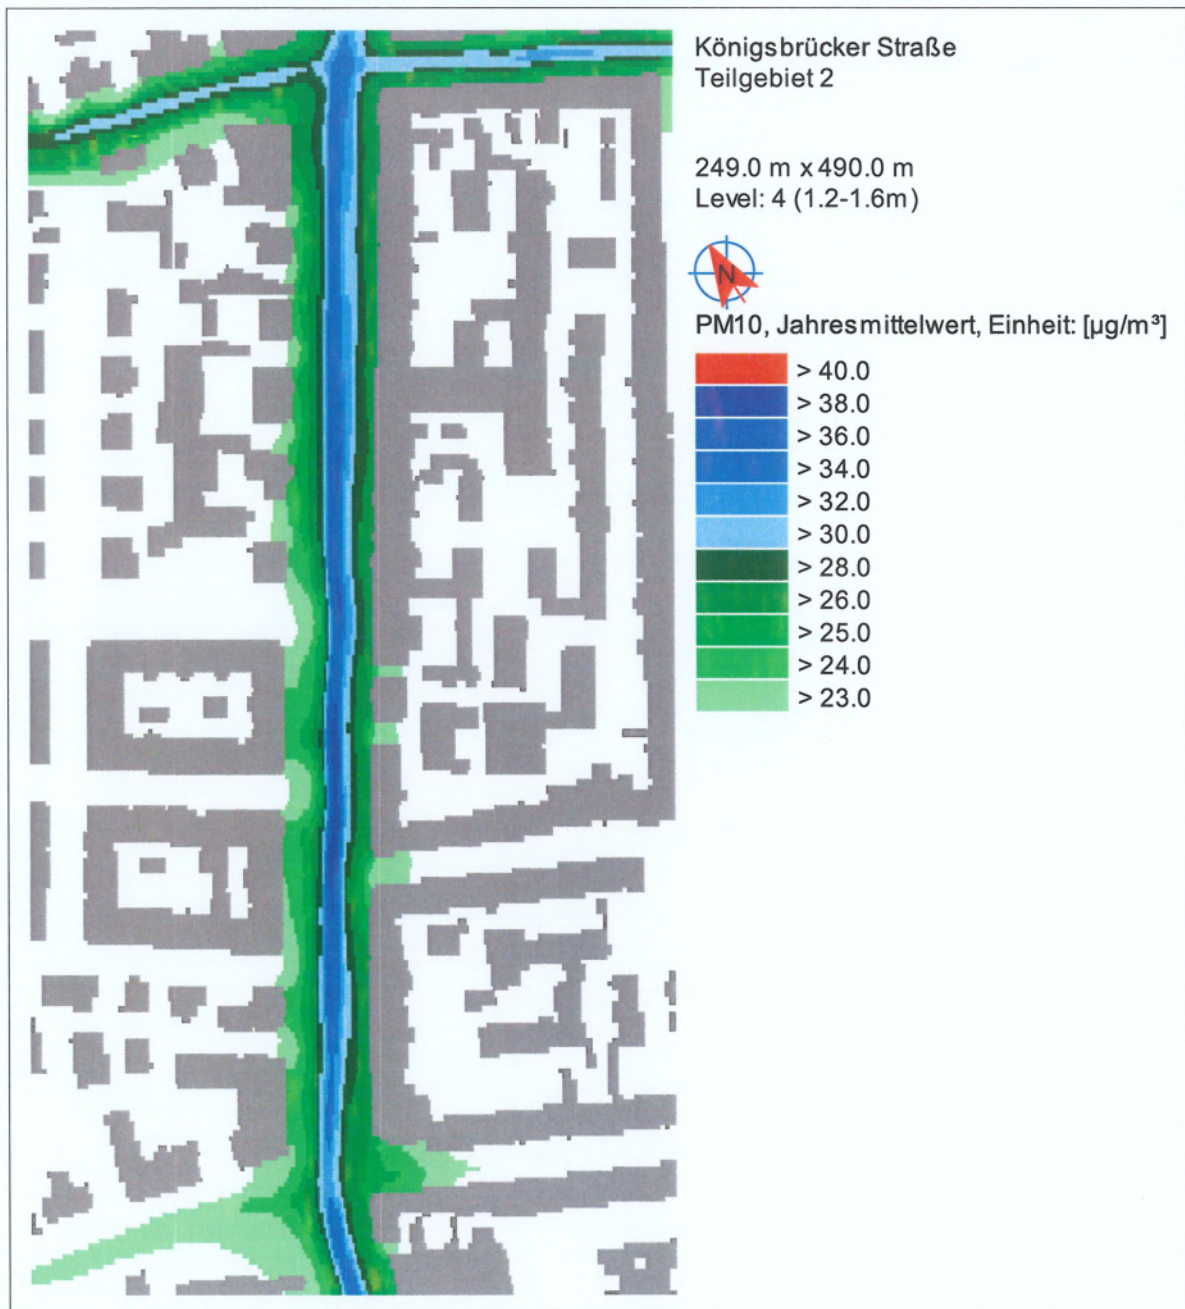 Königsbrücker Straße
Teilgebiet 2
249.0 m x 490.0 m
Level: 4 (1.2-1.6m)
N
PM10, Jahresmittelwert, Einheit: [µg/m³]
> 40.0
> 38.0
> 36.0
> 34.0
> 32.0
> 30.0
> 28.0
> 26.0
> 25.0
> 24.0
> 23.0